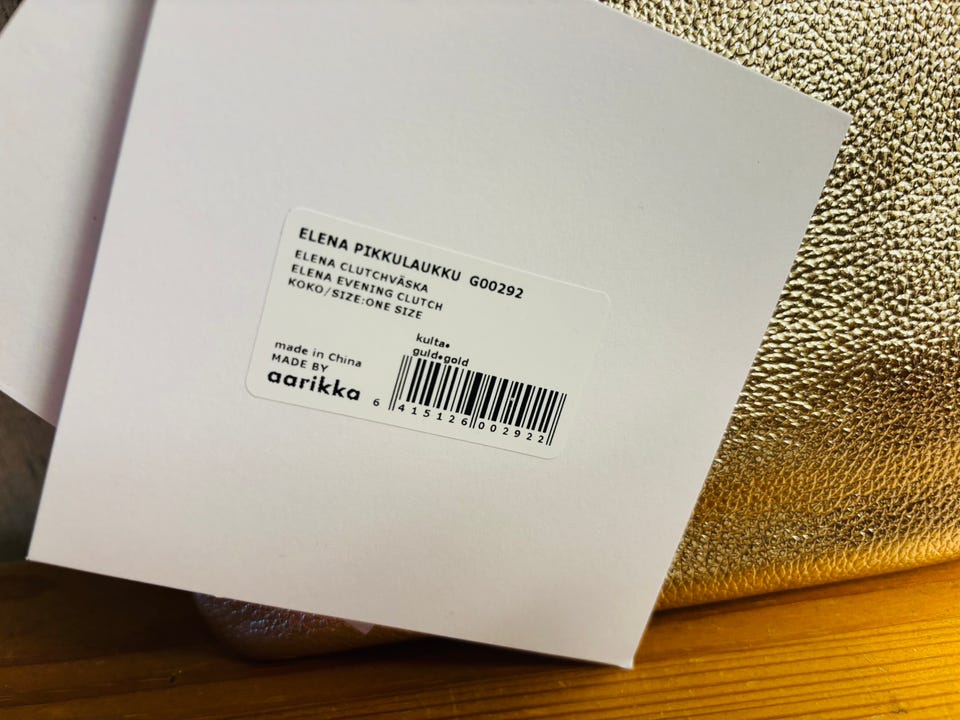 ELENA PIKKULAUKKU G00292
ELENA CLUTCHVÄSKA
ELENA EVENING CLUTCH
KOKO/SIZE:ONE SIZE
kulta•
guld•gold
made in China
MADE BY
aarikka
6 415126 002922